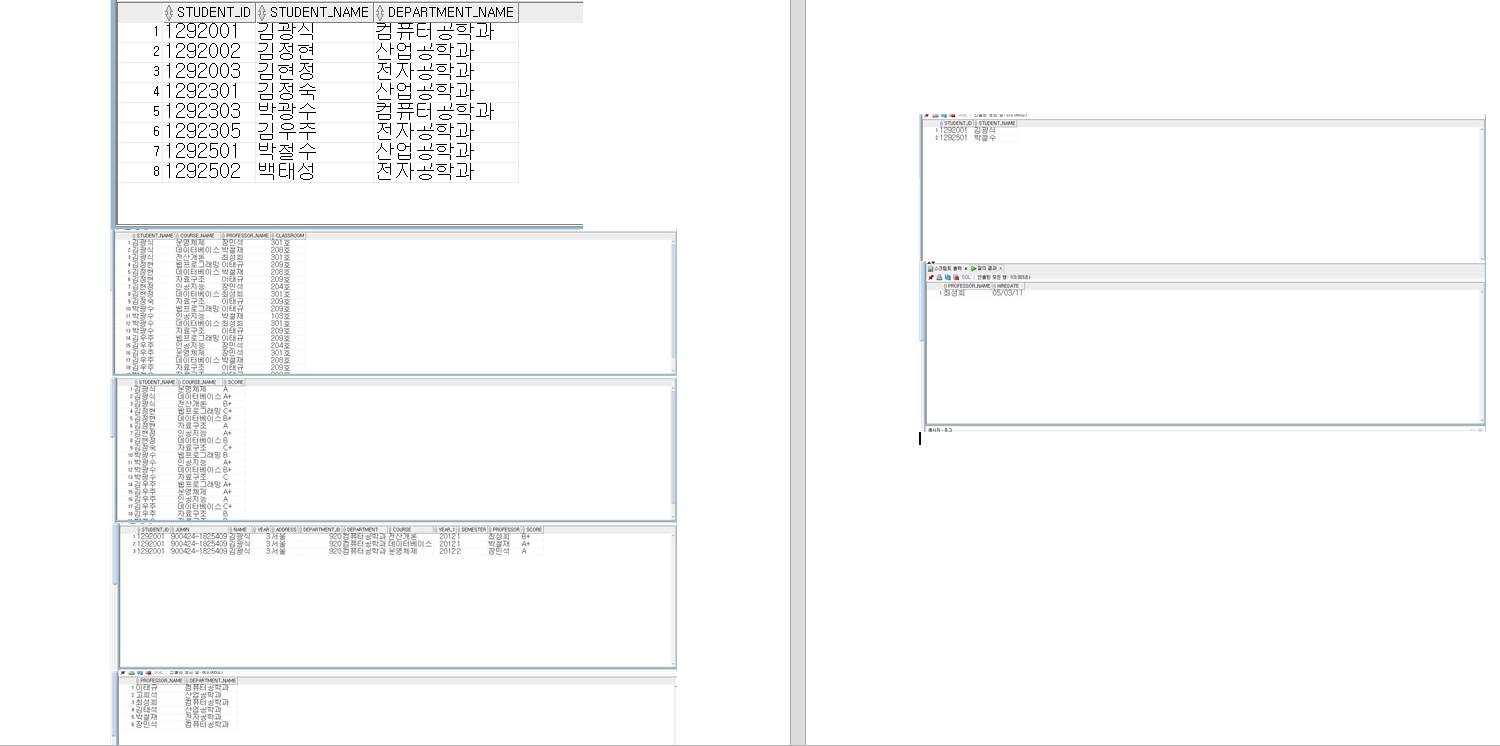 STUDENT_ID STUDENT_NAME DEPARTMENT_NAME
1 1292001 김광식 컴퓨터공학과
2 1292002 김정현 산업공학과
3 1292003 김현정 전자공학과
4 1292301 김정숙 산업공학과
5 1292303 박광수 컴퓨터공학과
6 1292305 김우주 전자공학과
7 1292501 박철수 산업공학과
8 1292502 백태성 전자공학과
STUDENT_NAME COURSE_NAME PROFESSOR_NAME CLASSROOM
1 김광식 운영체제 장민석 301호
2 김광식 데이터베이스 박철재 208호
3 김광식 전산개론 최성희 301호
4 김정현 웹프로그래밍 이태규 209호
5 김정현 데이터베이스 박철재 208호
6 김정현 자료구조 이태규 209호
7 김현정 인공지능 장민석 204호
8 김현정 데이터베이스 최성희 301호
9 김정숙 자료구조 이태규 209호
10 박광수 웹프로그래밍 이태규 209호
11 박광수 인공지능 박철재 103호
12 박광수 데이터베이스 최성희 301호
13 박광수 자료구조 이태규 209호
14 김우주 웹프로그래밍 이태규 209호
15 김우주 인공지능 장민석 204호
16 김우주 운영체제 장민석 301호
17 김우주 데이터베이스 박철재 208호
18 김우주 자료구조 이태규 209호
STUDENT_NAME COURSE_NAME SCORE
1 김광식 운영체제 A
2 김광식 데이터베이스 A+
3 김광식 전산개론 B+
4 김정현 웹프로그래밍 C+
5 김정현 데이터베이스 B+
6 김정현 자료구조 A
7 김현정 인공지능 A+
8 김현정 데이터베이스 B
9 김정숙 자료구조 C+
10 박광수 웹프로그래밍 B
11 박광수 인공지능 A+
12 박광수 데이터베이스 B+
13 박광수 자료구조 C
14 김우주 웹프로그래밍 A+
15 김우주 운영체제 A+
16 김우주 인공지능 A
17 김우주 데이터베이스 C+
18 김우주 자료구조 B
STUDENT_ID JUMIN NAME YEAR ADDRESS DEPARTMENT_ID DEPARTMENT COURSE YEAR_1 SEMESTER PROFESSOR SCORE
1 1292001 900424-1825409 김광식 3 서울 920 컴퓨터공학과 전산개론 2012 1 최성희 B+
2 1292001 900424-1825409 김광식 3 서울 920 컴퓨터공학과 데이터베이스 2012 1 박철재 A+
3 1292001 900424-1825409 김광식 3 서울 920 컴퓨터공학과 운영체제 2012 2 장민석 A
PROFESSOR_NAME DEPARTMENT_NAME
1 이태규 컴퓨터공학과
2 고희석 산업공학과
3 최성희 컴퓨터공학과
4 김태석 산업공학과
5 박철재 전자공학과
6 장민석 컴퓨터공학과
STUDENT_ID STUDENT_NAME
1 1292001 김광식
2 1292501 박철수
스크립트 출력 질의 결과
SQL 인출된 모든 행: 1(0.003초)
PROFESSOR_NAME HIREDATE
1 최성희 05/03/11
메시지 - 로그